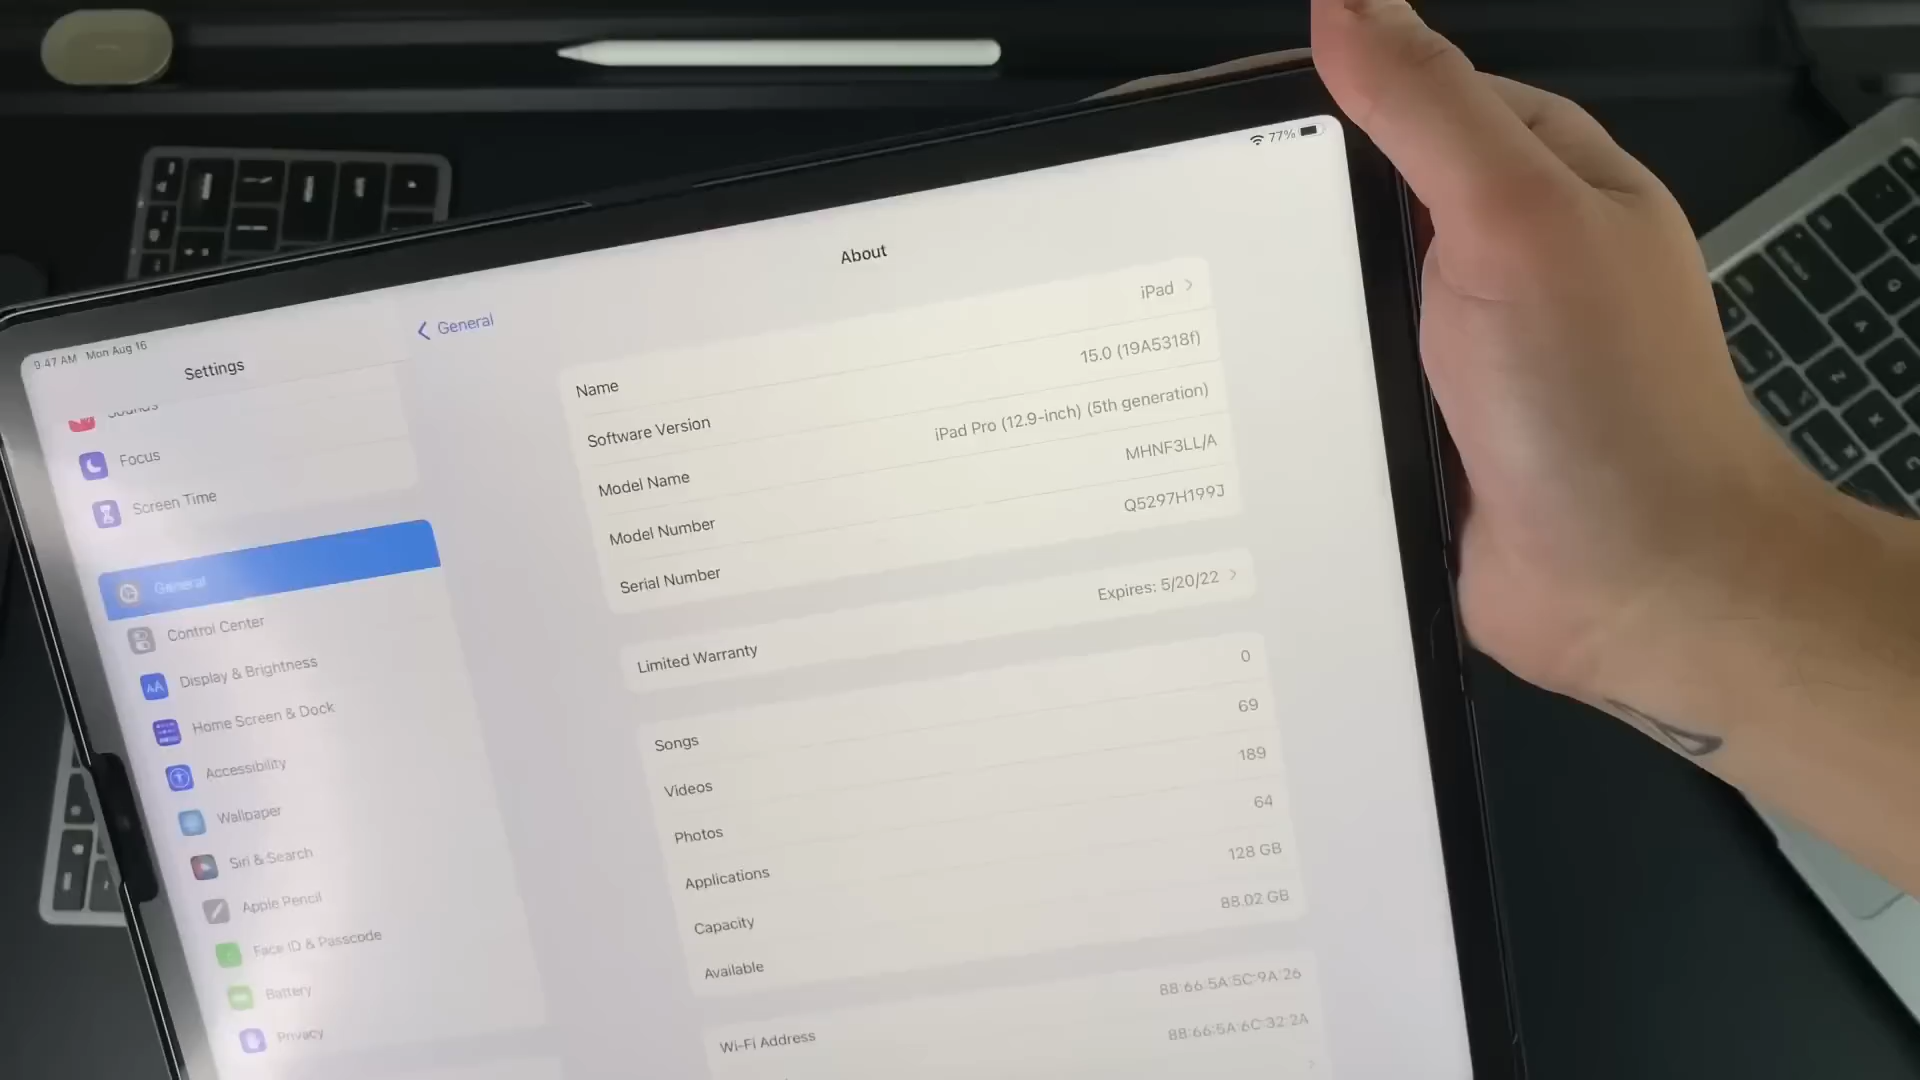 9:47 AM Mon Aug 16
77%
Settings
Sounds
Focus
Screen Time
General
Control Center
Display & Brightness
Home Screen & Dock
Accessibility
Wallpaper
Siri & Search
Apple Pencil
Face ID & Passcode
Battery
Privacy
General
About
Name iPad
Software Version 15.0 (19A5318f)
Model Name iPad Pro (12.9-inch) (5th generation)
Model Number MHNF3LL/A
Serial Number Q5297H199J
Limited Warranty Expires: 5/20/22
Songs 0
Videos 69
Photos 189
Applications 64
Capacity 128 GB
Available 88.02 GB
Wi-Fi Address 88:66:5A:5C:9A:26
88:66:5A:6C:32:2A